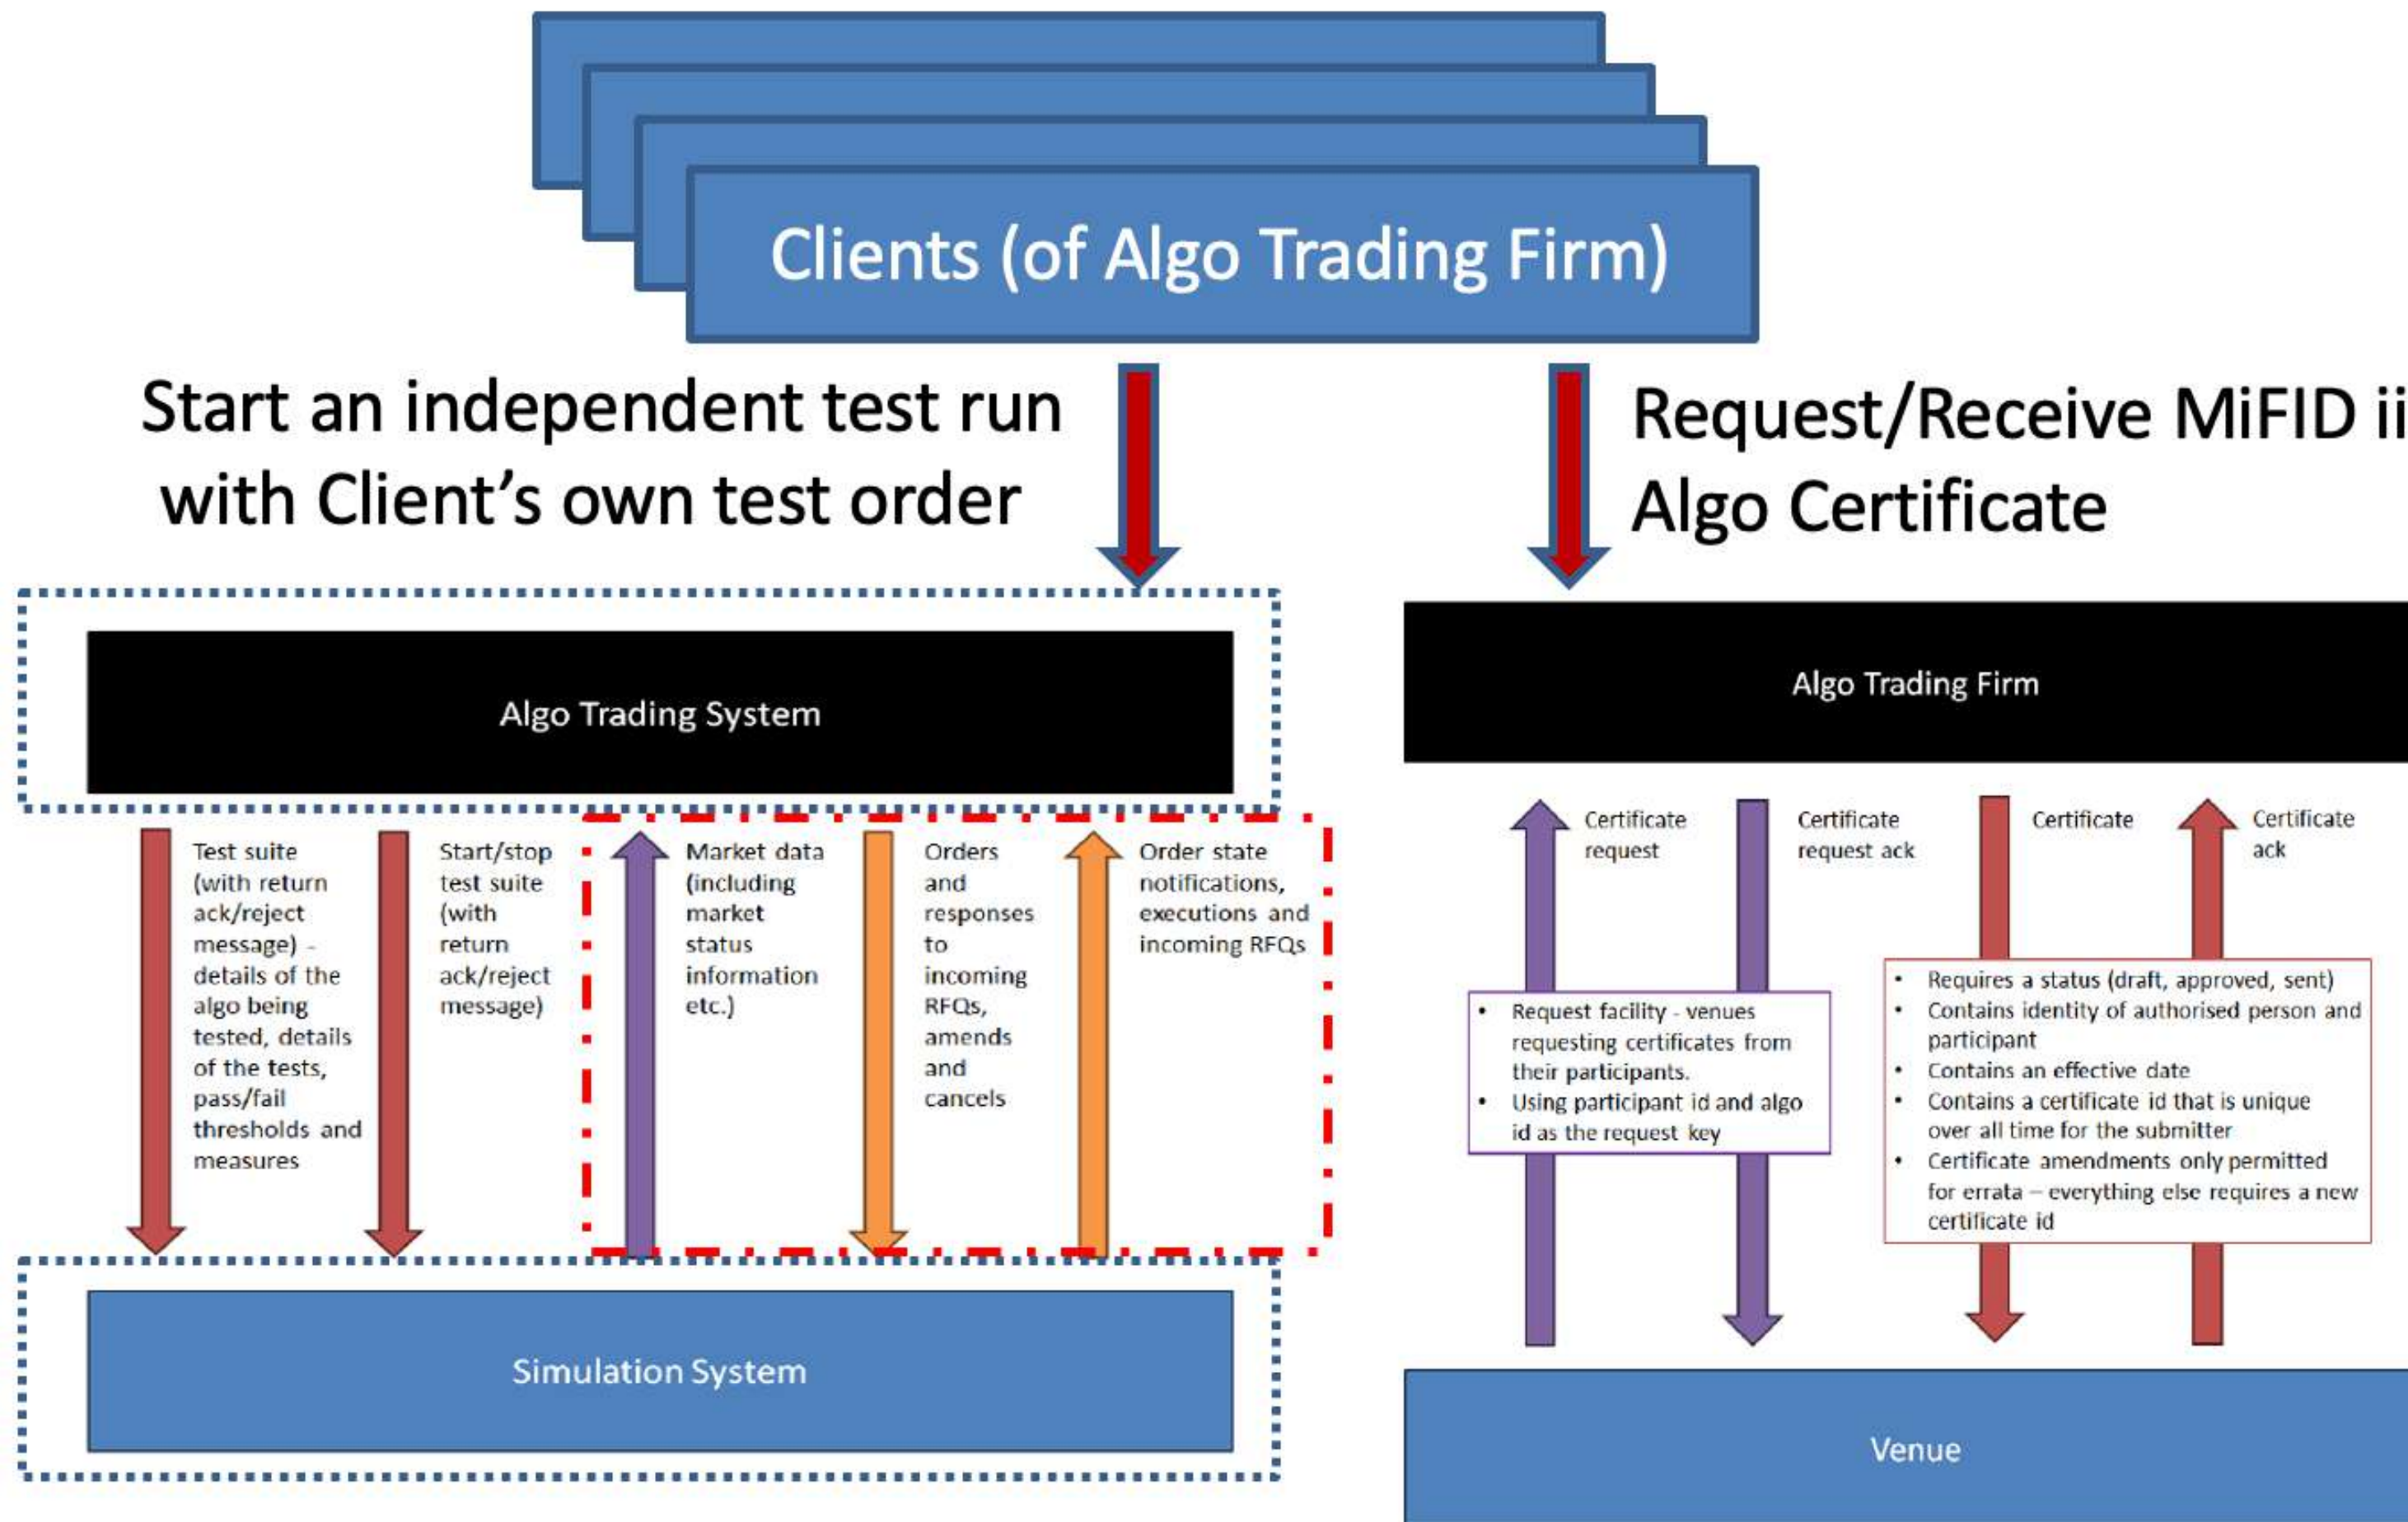 Clients (of Algo Trading Firm)
Start an independent test run
with Client's own test order
Request/Receive MiFID ii
Algo Certificate
Algo Trading System
Test suite
(with return
ack/reject
message) -
details of the
algo being
tested, details
of the tests,
pass/fail
thresholds and
measures
Start/stop
test suite
(with
return
ack/reject
message)
Market data
(including
market
status
information
etc.)
Orders
and
responses
to
incoming
RFQs,
amends
and
cancels
Order state
notifications,
executions and
incoming RFQs
Simulation System
Algo Trading Firm
Certificate
request
Certificate
request ack
Certificate
Certificate
ack
• Request facility - venues
requesting certificates from
their participants.
• Using participant id and algo
id as the request key
• Requires a status (draft, approved, sent)
• Contains identity of authorised person and
participant
• Contains an effective date
• Contains a certificate id that is unique
over all time for the submitter
• Certificate amendments only permitted
for errata – everything else requires a new
certificate id
Venue